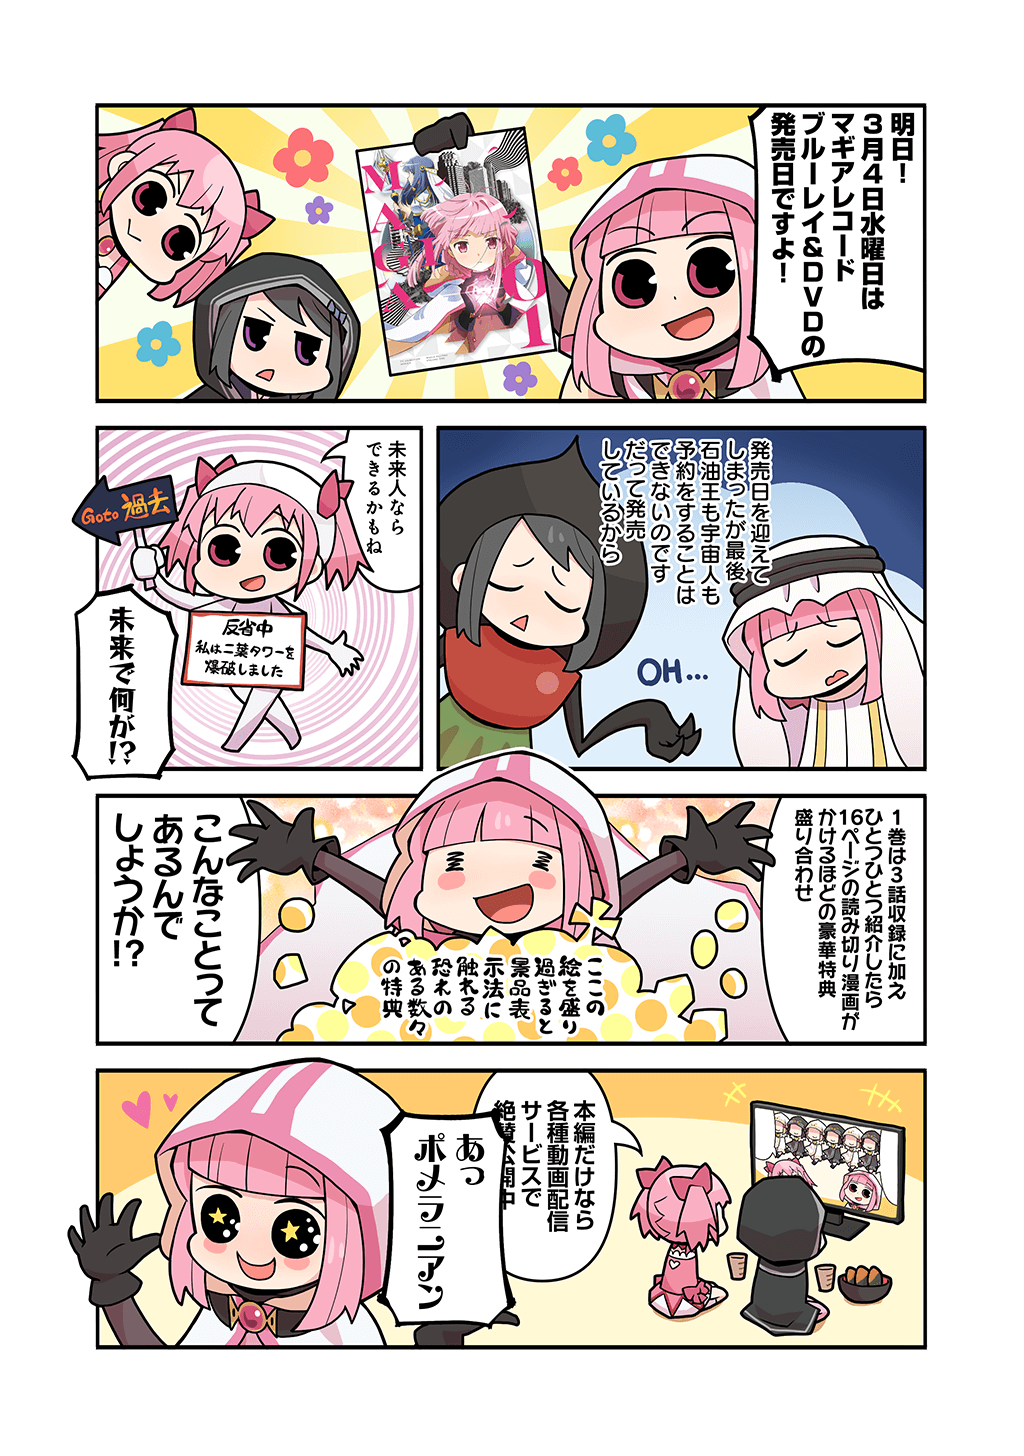 明日！
３月４日水曜日は
マギアレコード
ブルーレイ&DVDの
発売日ですよ！
MAGIA
01
発売日を迎えて
しまったが最後
石油王も宇宙人も
予約をすることは
できないのです
だって発売
しているから
OH...
未来人なら
できるかもね
Goto 過去
反省中
私は二葉タワーを
爆破しました
未来で何が!?
１巻は３話収録に加え
ひとつひとつ紹介したら
16ページの読み切り漫画が
かけるほどの豪華特典
盛り合わせ
ここの
絵を盛り
過ぎると
景品表
示法に
触れる
恐れの
ある数々
の特典
こんなことって
あるんで
しょうか!?
本編だけなら
各種動画配信
サービスで
絶賛公開中
あっ
ポメラニアン